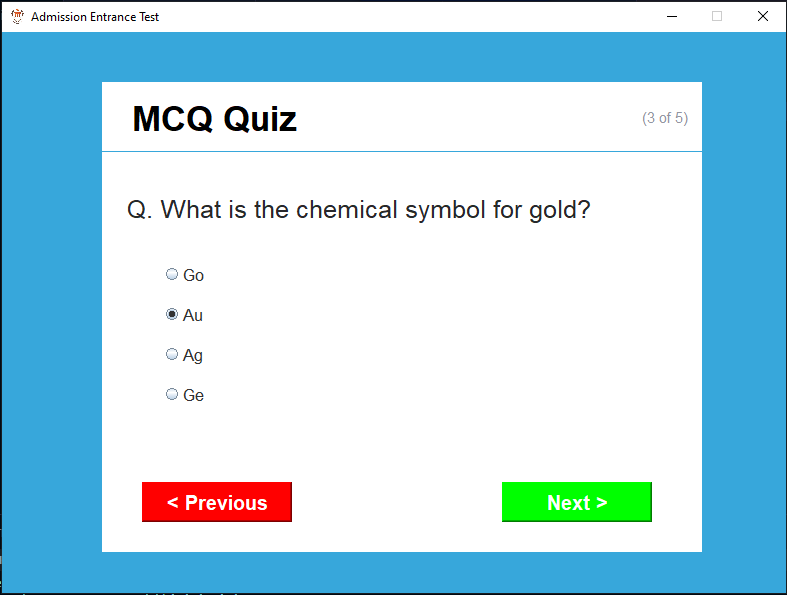 Admission Entrance Test
MCQ Quiz
(3 of 5)
Q. What is the chemical symbol for gold?
Go
Au
Ag
Ge
< Previous
Next >